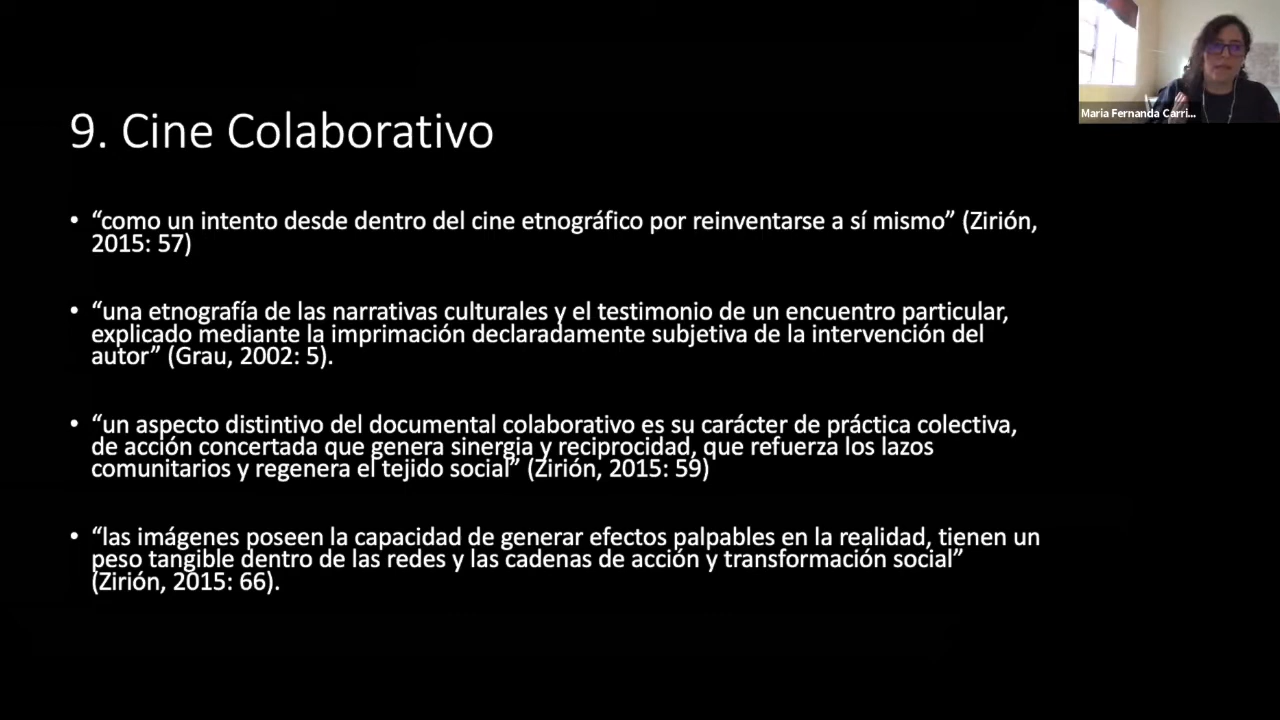 9. Cine Colaborativo
• “como un intento desde dentro del cine etnográfico por reinventarse a sí mismo” (Zirión,
2015: 57)
• “una etnografía de las narrativas culturales y el testimonio de un encuentro particular,
explicado mediante la imprimación declaradamente subjetiva de la intervención del
autor” (Grau, 2002: 5).
• “un aspecto distintivo del documental colaborativo es su carácter de práctica colectiva,
de acción concertada que genera sinergia y reciprocidad, que refuerza los lazos
comunitarios y regenera el tejido social” (Zirión, 2015: 59)
• “las imágenes poseen la capacidad de generar efectos palpables en la realidad, tienen un
peso tangible dentro de las redes y las cadenas de acción y transformación social”
(Zirión, 2015: 66).
Maria Fernanda Carri...